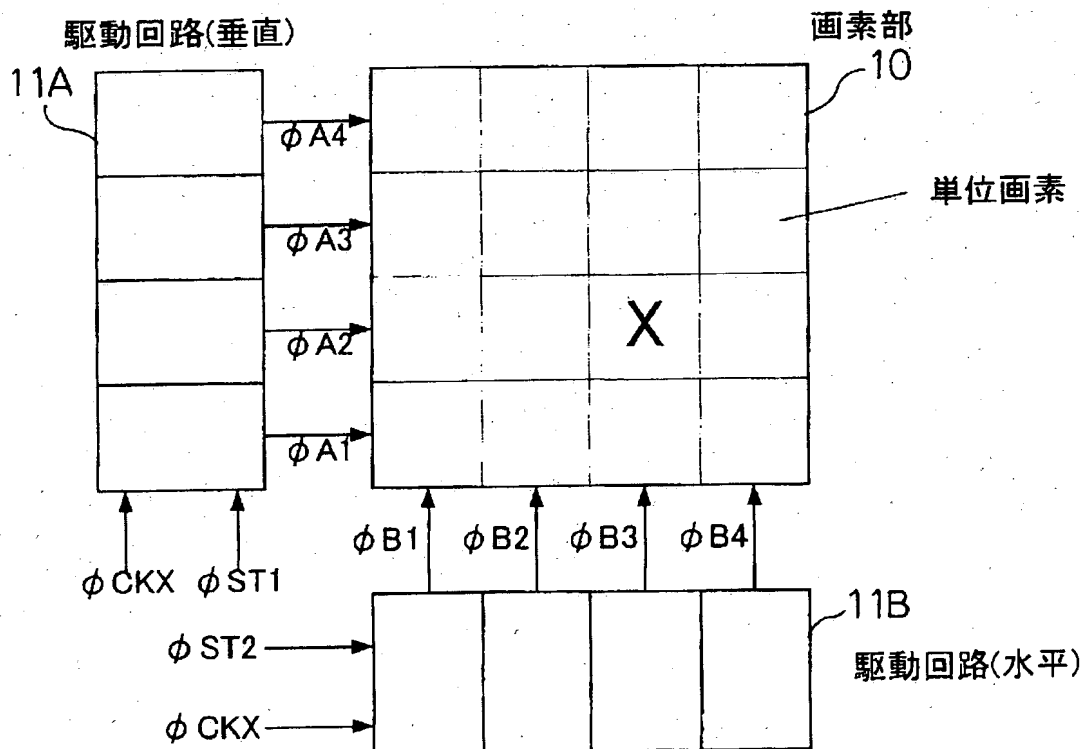 駆動回路(垂直)
画素部
11A
10
φA4
単位画素
φA3
X
φA2
φA1
φB1 φB2 φB3 φB4
φCKX φST1
11B
φST2
駆動回路(水平)
φCKX